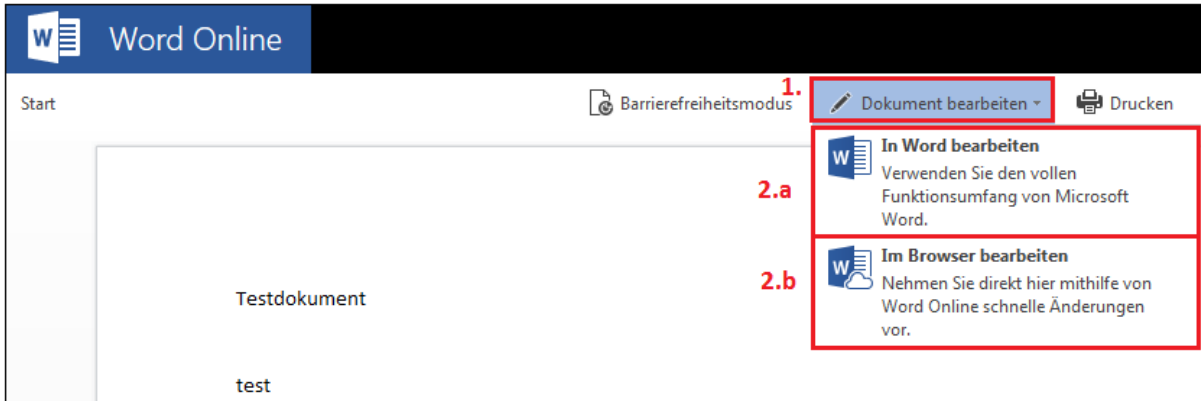 W Word Online
Start
Barrierefreiheitsmodus
1.
Dokument bearbeiten
Drucken
2.a
W
In Word bearbeiten
Verwenden Sie den vollen
Funktionsumfang von Microsoft
Word.
2.b
W
Im Browser bearbeiten
Nehmen Sie direkt hier mithilfe von
Word Online schnelle Änderungen
vor.
Testdokument
test